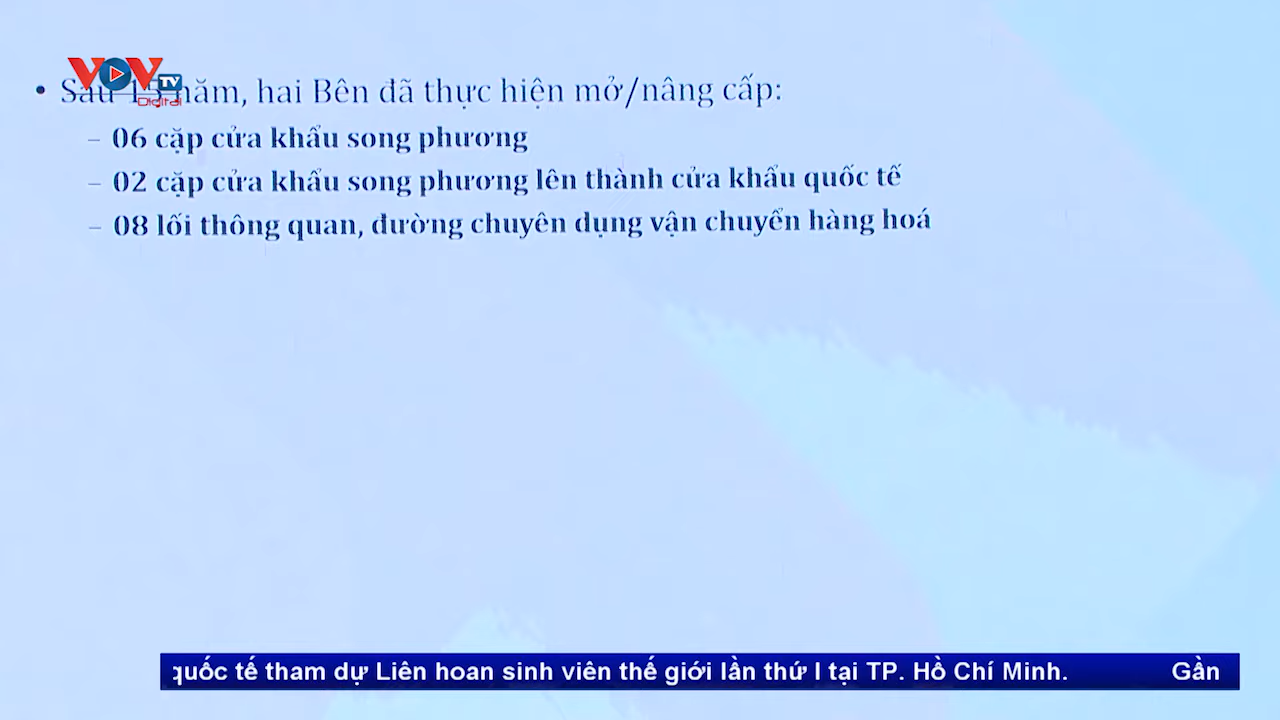 VOV TV
Digital
• Sau 15 năm, hai Bên đã thực hiện mở/nâng cấp:
– 06 cặp cửa khẩu song phương
– 02 cặp cửa khẩu song phương lên thành cửa khẩu quốc tế
– 08 lối thông quan, đường chuyên dụng vận chuyển hàng hoá
quốc tế tham dự Liên hoan sinh viên thế giới lần thứ I tại TP. Hồ Chí Minh. Gần